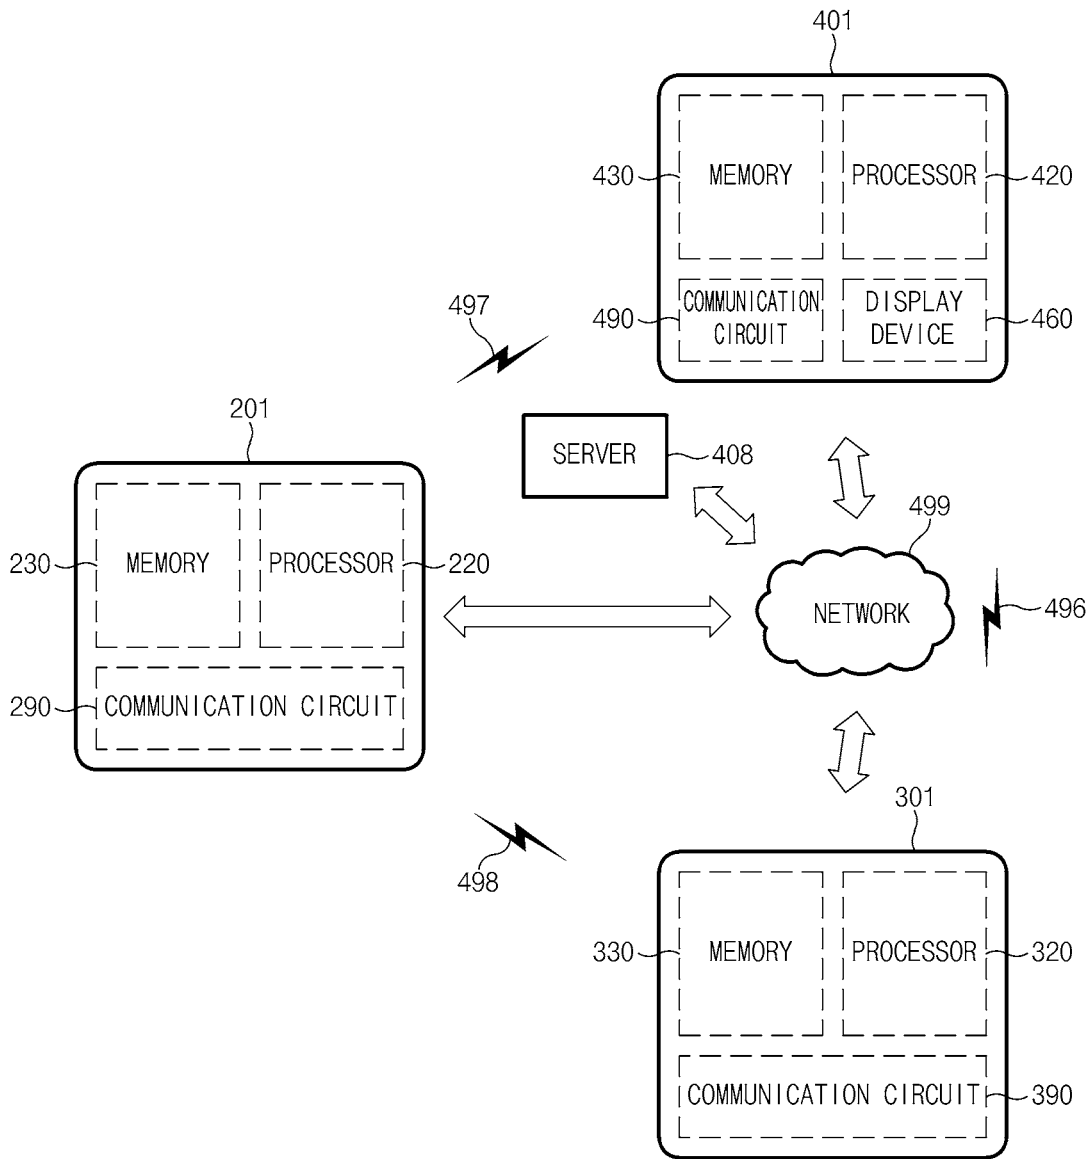 401
430
MEMORY
PROCESSOR
420
490
COMMUNICATION
CIRCUIT
DISPLAY
DEVICE
460
497
201
SERVER
408
230
MEMORY
PROCESSOR
220
499
NETWORK
496
290
COMMUNICATION CIRCUIT
498
301
330
MEMORY
PROCESSOR
320
COMMUNICATION CIRCUIT
390